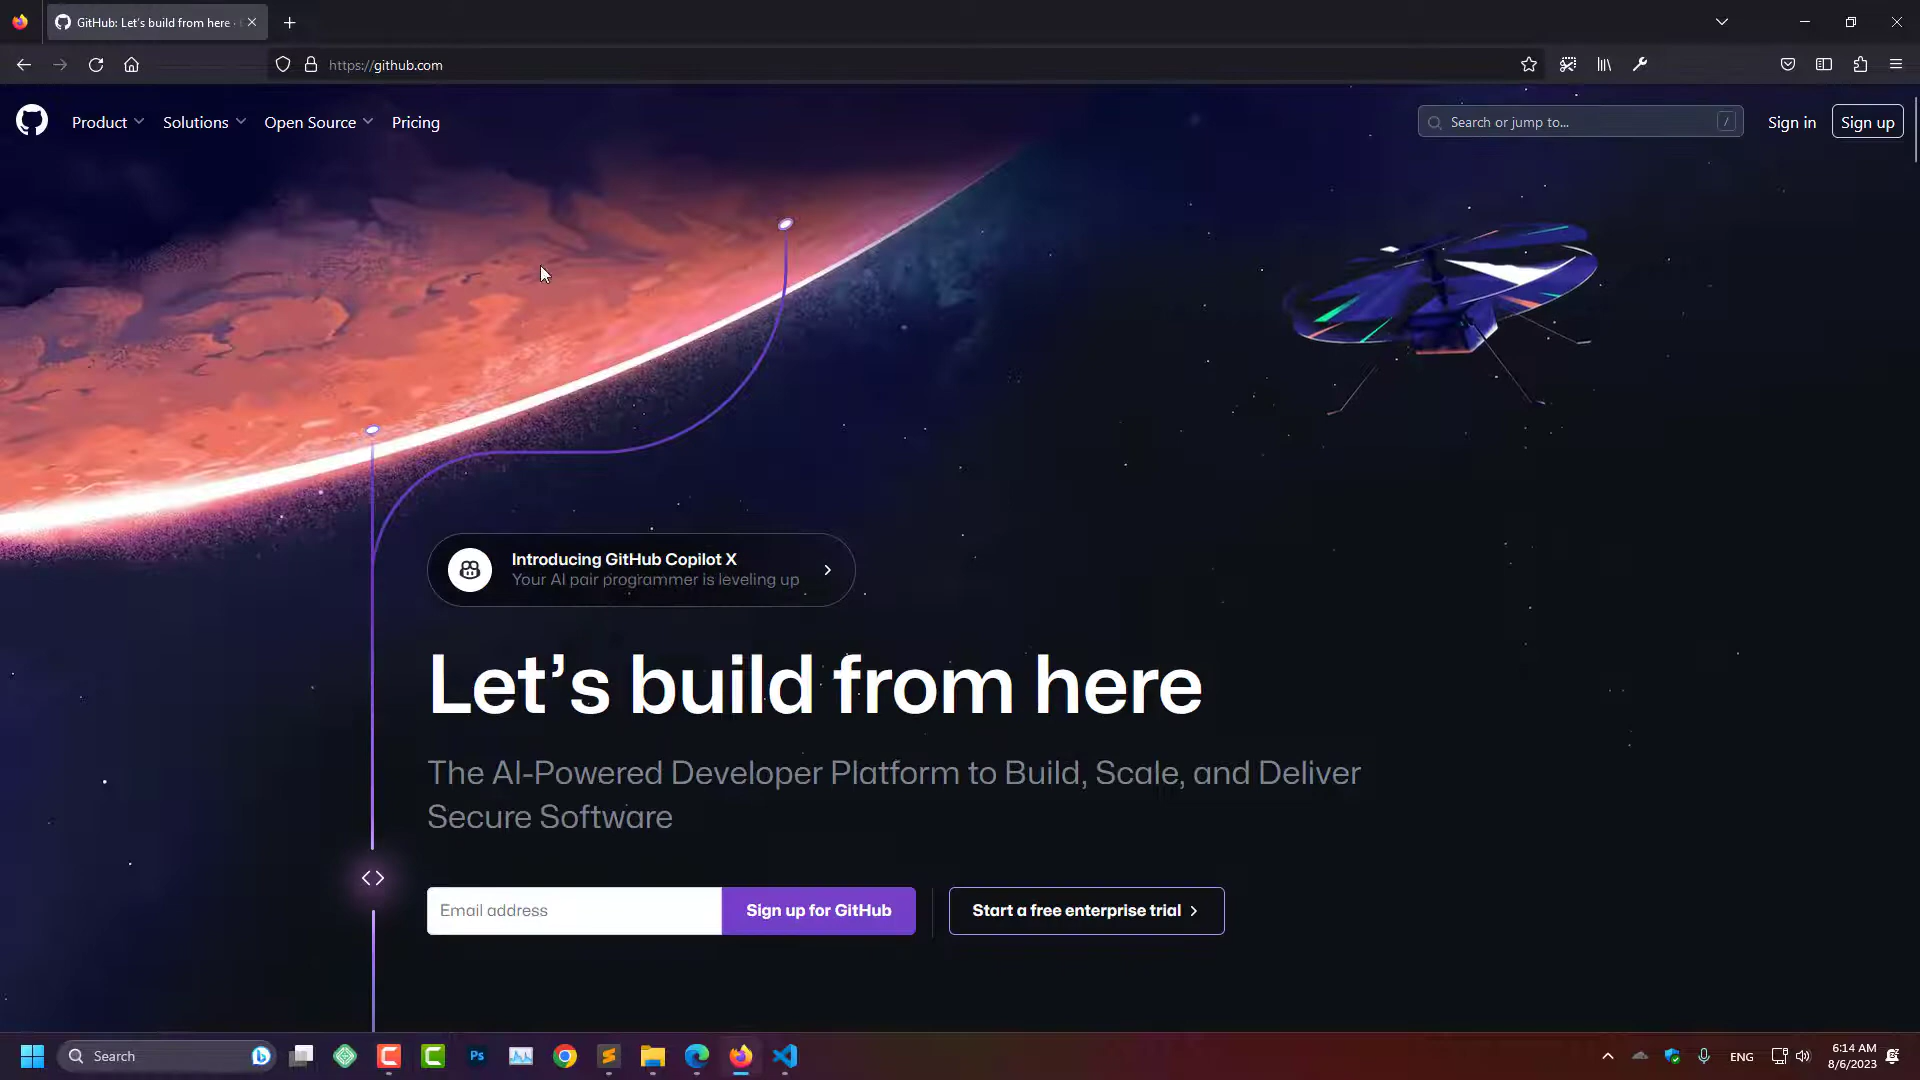 GitHub: Let's build from here ·
https://github.com
Product
Solutions
Open Source
Pricing
Search or jump to...
/
Sign in
Sign up
Introducing GitHub Copilot X
Your AI pair programmer is leveling up
Let’s build from here
The AI-Powered Developer Platform to Build, Scale, and Deliver
Secure Software
Email address
Sign up for GitHub
Start a free enterprise trial
Search
Ps
ENG
6:14 AM
8/6/2023